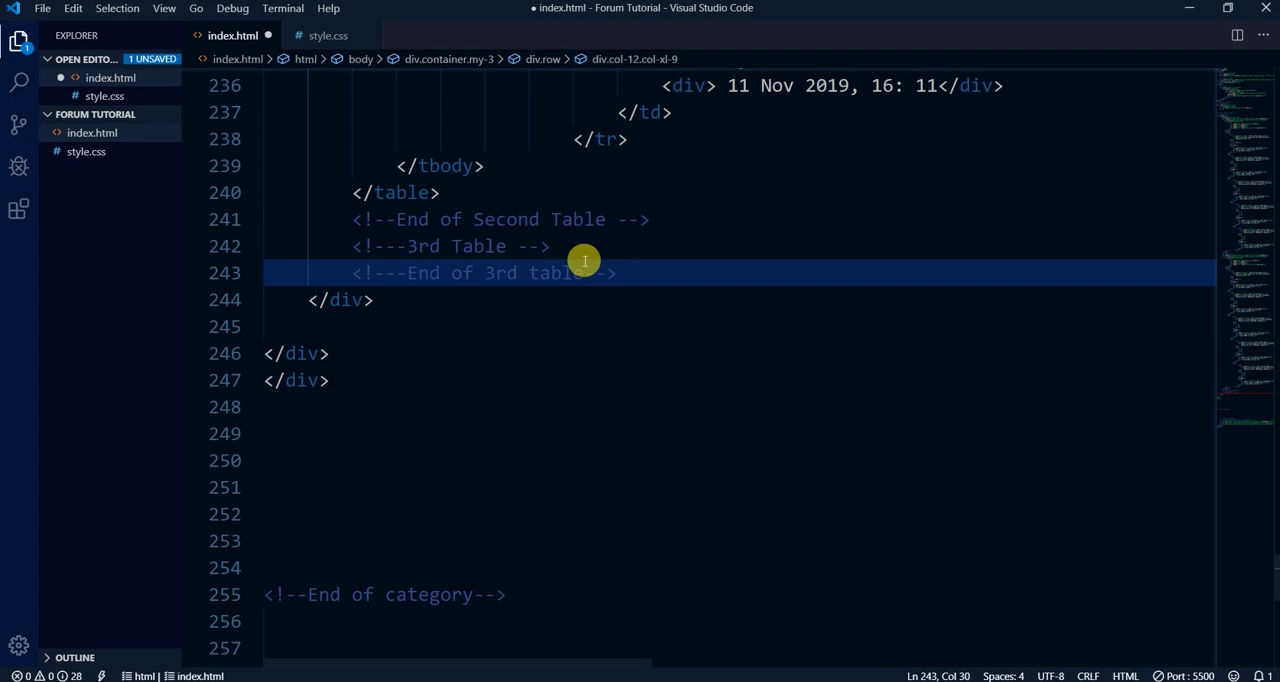 File Edit Selection View Go Debug Terminal Help
● index.html - Forum Tutorial - Visual Studio Code
EXPLORER
OPEN EDITO... 1 UNSAVED
● <> index.html
# style.css
FORUM TUTORIAL
<> index.html
# style.css
OUTLINE
<> index.html ● # style.css
<> index.html > html > body > div.container.my-3 > div.row > div.col-12.col-xl-9
236 <div> 11 Nov 2019, 16: 11</div>
237 </td>
238 </tr>
239 </tbody>
240 </table>
241 <!--End of Second Table -->
242 <!---3rd Table -->
243 <!---End of 3rd table-->
244 </div>
245
246 </div>
247 </div>
248
249
250
251
252
253
254
255 <!--End of category-->
256
257
0 0 28 html | index.html Ln 243, Col 30 Spaces: 4 UTF-8 CRLF HTML Port : 5500 1